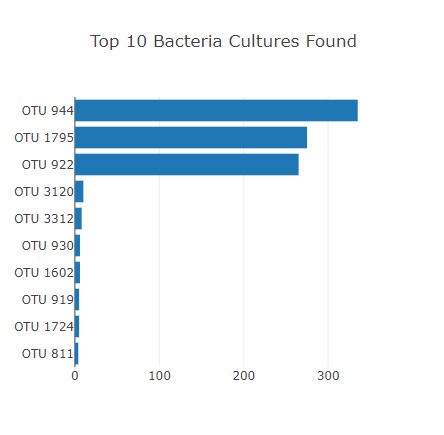 Top 10 Bacteria Cultures Found
OTU 944
OTU 1795
OTU 922
OTU 3120
OTU 3312
OTU 930
OTU 1602
OTU 919
OTU 1724
OTU 811
0 100 200 300